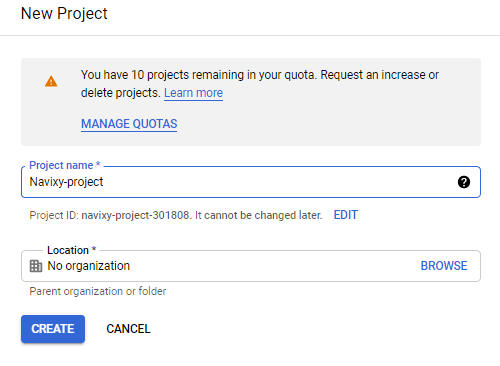 New Project
You have 10 projects remaining in your quota. Request an increase or
delete projects. Learn more
MANAGE QUOTAS
Project name *
Navixy-project
Project ID: navixy-project-301808. It cannot be changed later. EDIT
Location *
No organization BROWSE
Parent organization or folder
CREATE CANCEL